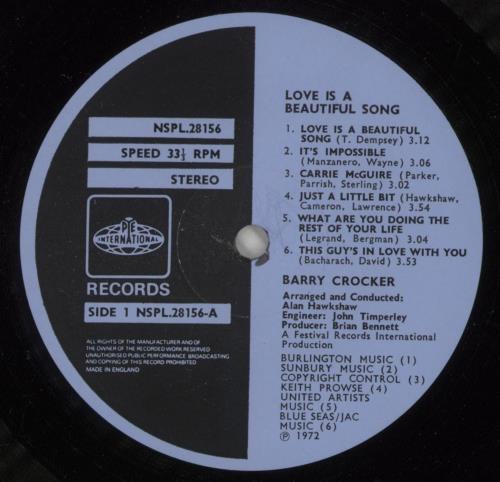 NSPL.28156
SPEED 33⅓ RPM
STEREO
PYE
INTERNATIONAL
RECORDS
SIDE 1 NSPL.28156-A
ALL RIGHTS OF THE MANUFACTURER AND OF
THE OWNER OF THE RECORDED WORK RESERVED
UNAUTHORISED PUBLIC PERFORMANCE BROADCASTING
AND COPYING OF THIS RECORD PROHIBITED
MADE IN ENGLAND
LOVE IS A
BEAUTIFUL SONG
1. LOVE IS A BEAUTIFUL
SONG (T. Dempsey) 3.12
2. IT'S IMPOSSIBLE
(Manzanero, Wayne) 3.06
3. CARRIE McGUIRE (Parker,
Parrish, Sterling) 3.02
4. JUST A LITTLE BIT (Hawkshaw,
Cameron, Lawrence) 3.54
5. WHAT ARE YOU DOING THE
REST OF YOUR LIFE
(Legrand, Bergman) 3.04
6. THIS GUY'S IN LOVE WITH YOU
(Bacharach, David) 3.53
BARRY CROCKER
Arranged and Conducted:
Alan Hawkshaw
Engineer: John Timperley
Producer: Brian Bennett
A Festival Records International
Production
BURLINGTON MUSIC (1)
SUNBURY MUSIC (2)
COPYRIGHT CONTROL (3)
KEITH PROWSE (4)
UNITED ARTISTS
MUSIC (5)
BLUE SEAS/JAC
MUSIC (6)
℗ 1972